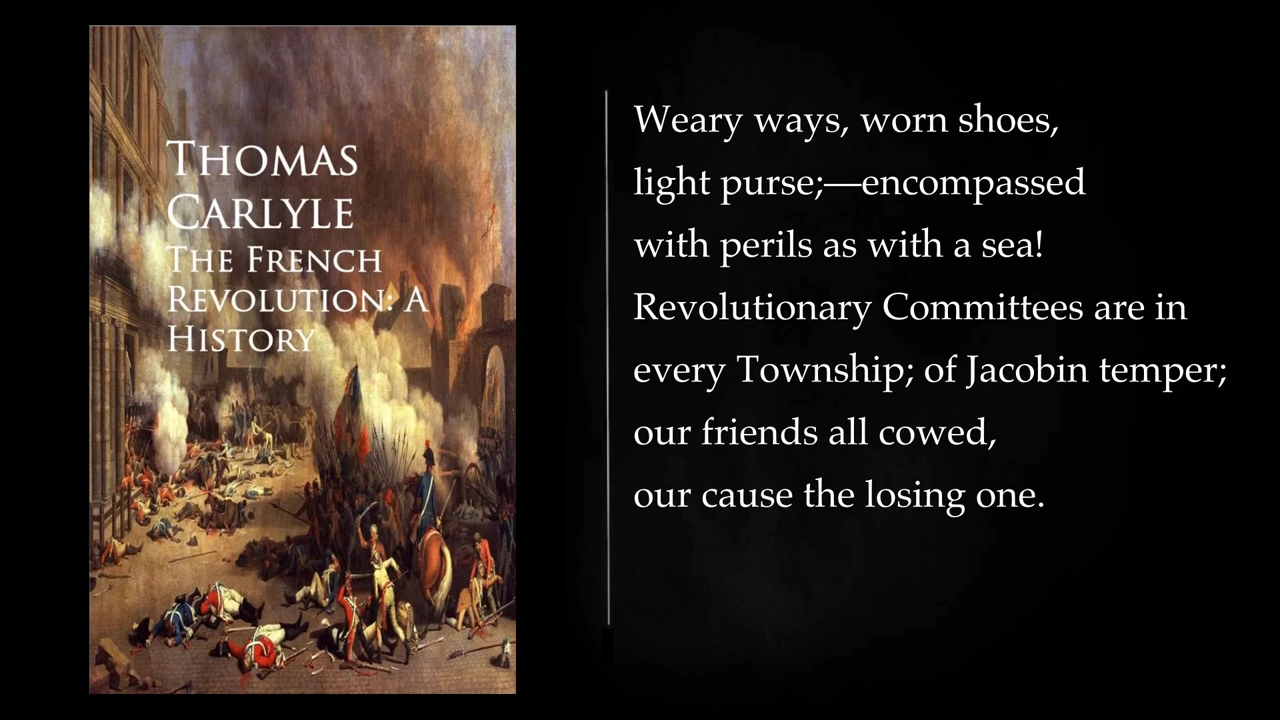 THOMAS
CARLYLE
THE FRENCH
REVOLUTION: A
HISTORY
Weary ways, worn shoes,
light purse;—encompassed
with perils as with a sea!
Revolutionary Committees are in
every Township; of Jacobin temper;
our friends all cowed,
our cause the losing one.